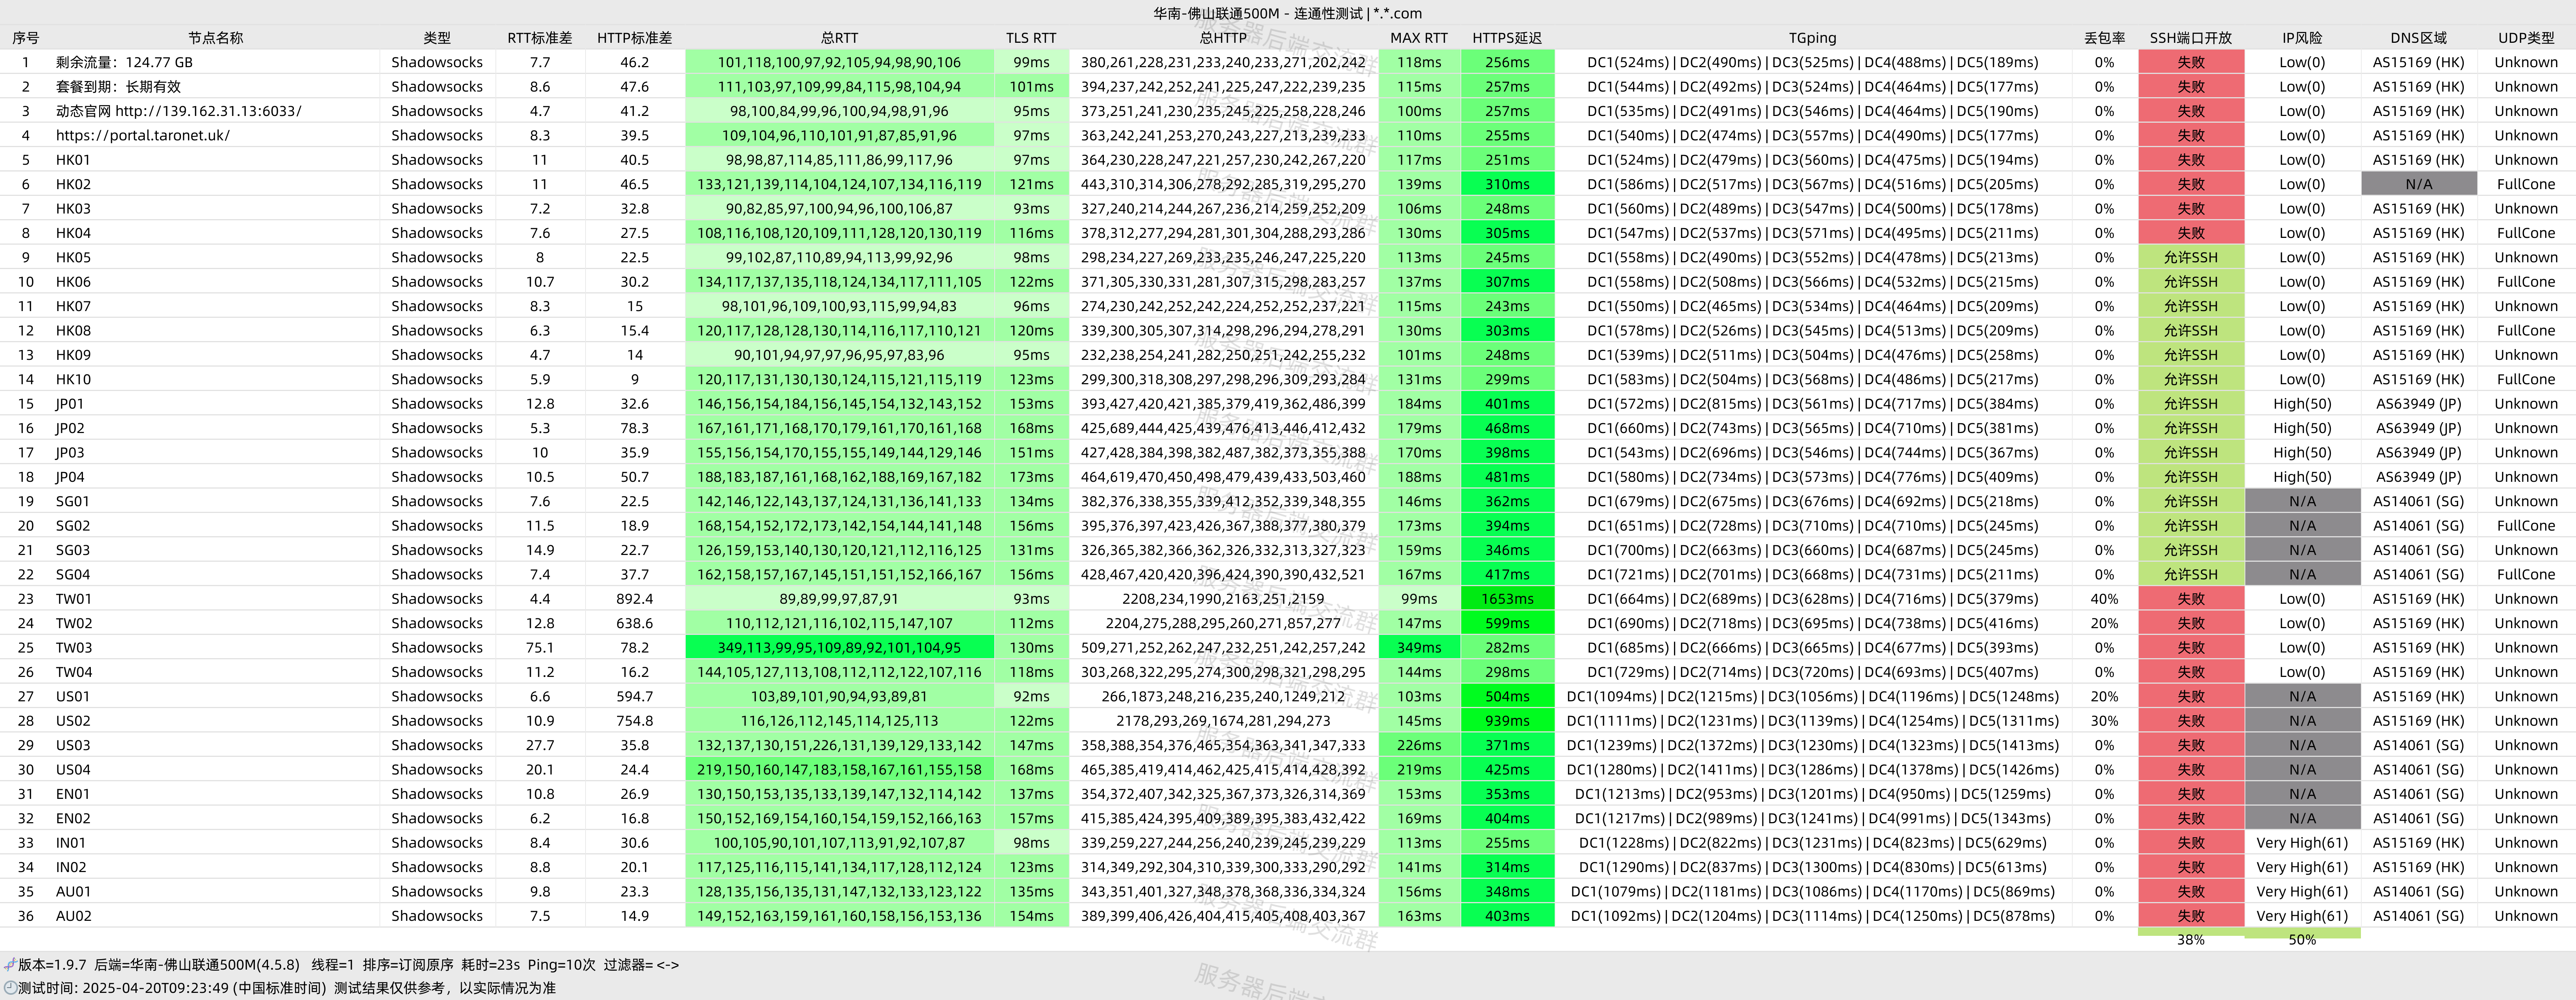 华南-佛山联通500M - 连通性测试 | *.*.com
序号 节点名称 类型 RTT标准差 HTTP标准差 总RTT TLS RTT 总HTTP MAX RTT HTTPS延迟 TGping 丢包率 SSH端口开放 IP风险 DNS区域 UDP类型
1 剩余流量：124.77 GB Shadowsocks 7.7 46.2 101,118,100,97,92,105,94,98,90,106 99ms 380,261,228,231,233,240,233,271,202,242 118ms 256ms DC1(524ms) | DC2(490ms) | DC3(525ms) | DC4(488ms) | DC5(189ms) 0% 失败 Low(0) AS15169 (HK) Unknown
2 套餐到期：长期有效 Shadowsocks 8.6 47.6 111,103,97,109,99,84,115,98,104,94 101ms 394,237,242,252,241,225,247,222,239,235 115ms 257ms DC1(544ms) | DC2(492ms) | DC3(524ms) | DC4(464ms) | DC5(177ms) 0% 失败 Low(0) AS15169 (HK) Unknown
3 动态官网 http://139.162.31.13:6033/ Shadowsocks 4.7 41.2 98,100,84,99,96,100,94,98,91,96 95ms 373,251,241,230,235,245,225,258,228,246 100ms 257ms DC1(535ms) | DC2(491ms) | DC3(546ms) | DC4(464ms) | DC5(190ms) 0% 失败 Low(0) AS15169 (HK) Unknown
4 https://portal.taronet.uk/ Shadowsocks 8.3 39.5 109,104,96,110,101,91,87,85,91,96 97ms 363,242,241,253,270,243,227,213,239,233 110ms 255ms DC1(540ms) | DC2(474ms) | DC3(557ms) | DC4(490ms) | DC5(177ms) 0% 失败 Low(0) AS15169 (HK) Unknown
5 HK01 Shadowsocks 11 40.5 98,98,87,114,85,111,86,99,117,96 97ms 364,230,228,247,221,257,230,242,267,220 117ms 251ms DC1(524ms) | DC2(479ms) | DC3(560ms) | DC4(475ms) | DC5(194ms) 0% 失败 Low(0) AS15169 (HK) Unknown
6 HK02 Shadowsocks 11 46.5 133,121,139,114,104,124,107,134,116,119 121ms 443,310,314,306,278,292,285,319,295,270 139ms 310ms DC1(586ms) | DC2(517ms) | DC3(567ms) | DC4(516ms) | DC5(205ms) 0% 失败 Low(0) N/A FullCone
7 HK03 Shadowsocks 7.2 32.8 90,82,85,97,100,94,96,100,106,87 93ms 327,240,214,244,267,236,214,259,252,209 106ms 248ms DC1(560ms) | DC2(489ms) | DC3(547ms) | DC4(500ms) | DC5(178ms) 0% 失败 Low(0) AS15169 (HK) Unknown
8 HK04 Shadowsocks 7.6 27.5 108,116,108,120,109,111,128,120,130,119 116ms 378,312,277,294,281,301,304,288,293,286 130ms 305ms DC1(547ms) | DC2(537ms) | DC3(571ms) | DC4(495ms) | DC5(211ms) 0% 失败 Low(0) AS15169 (HK) FullCone
9 HK05 Shadowsocks 8 22.5 99,102,87,110,89,94,113,99,92,96 98ms 298,234,227,269,233,235,246,247,225,220 113ms 245ms DC1(558ms) | DC2(490ms) | DC3(552ms) | DC4(478ms) | DC5(213ms) 0% 允许SSH Low(0) AS15169 (HK) Unknown
10 HK06 Shadowsocks 10.7 30.2 134,117,137,135,118,124,134,117,111,105 122ms 371,305,330,331,281,307,315,298,283,257 137ms 307ms DC1(558ms) | DC2(508ms) | DC3(566ms) | DC4(532ms) | DC5(215ms) 0% 允许SSH Low(0) AS15169 (HK) FullCone
11 HK07 Shadowsocks 8.3 15 98,101,96,109,100,93,115,99,94,83 96ms 274,230,242,252,242,224,252,252,237,221 115ms 243ms DC1(550ms) | DC2(465ms) | DC3(534ms) | DC4(464ms) | DC5(209ms) 0% 允许SSH Low(0) AS15169 (HK) Unknown
12 HK08 Shadowsocks 6.3 15.4 120,117,128,128,130,114,116,117,110,121 120ms 339,300,305,307,314,298,296,294,278,291 130ms 303ms DC1(578ms) | DC2(526ms) | DC3(545ms) | DC4(513ms) | DC5(209ms) 0% 允许SSH Low(0) AS15169 (HK) FullCone
13 HK09 Shadowsocks 4.7 14 90,101,94,97,97,96,95,97,83,96 95ms 232,238,254,241,282,250,251,242,255,232 101ms 248ms DC1(539ms) | DC2(511ms) | DC3(504ms) | DC4(476ms) | DC5(258ms) 0% 允许SSH Low(0) AS15169 (HK) Unknown
14 HK10 Shadowsocks 5.9 9 120,117,131,130,130,124,115,121,115,119 123ms 299,300,318,308,297,298,296,309,293,284 131ms 299ms DC1(583ms) | DC2(504ms) | DC3(568ms) | DC4(486ms) | DC5(217ms) 0% 允许SSH Low(0) AS15169 (HK) FullCone
15 JP01 Shadowsocks 12.8 32.6 146,156,154,184,156,145,154,132,143,152 153ms 393,427,420,421,385,379,419,362,486,399 184ms 401ms DC1(572ms) | DC2(815ms) | DC3(561ms) | DC4(717ms) | DC5(384ms) 0% 允许SSH High(50) AS63949 (JP) Unknown
16 JP02 Shadowsocks 5.3 78.3 167,161,171,168,170,179,161,170,161,168 168ms 425,689,444,425,439,476,413,446,412,432 179ms 468ms DC1(660ms) | DC2(743ms) | DC3(565ms) | DC4(710ms) | DC5(381ms) 0% 允许SSH High(50) AS63949 (JP) Unknown
17 JP03 Shadowsocks 10 35.9 155,156,154,170,155,155,149,144,129,146 151ms 427,428,384,398,382,487,382,373,355,388 170ms 398ms DC1(543ms) | DC2(696ms) | DC3(546ms) | DC4(744ms) | DC5(367ms) 0% 允许SSH High(50) AS63949 (JP) Unknown
18 JP04 Shadowsocks 10.5 50.7 188,183,187,161,168,162,188,169,167,182 173ms 464,619,470,450,498,479,439,433,503,460 188ms 481ms DC1(580ms) | DC2(734ms) | DC3(573ms) | DC4(776ms) | DC5(409ms) 0% 允许SSH High(50) AS63949 (JP) Unknown
19 SG01 Shadowsocks 7.6 22.5 142,146,122,143,137,124,131,136,141,133 134ms 382,376,338,355,339,412,352,339,348,355 146ms 362ms DC1(679ms) | DC2(675ms) | DC3(676ms) | DC4(692ms) | DC5(218ms) 0% 允许SSH N/A AS14061 (SG) Unknown
20 SG02 Shadowsocks 11.5 18.9 168,154,152,172,173,142,154,144,141,148 156ms 395,376,397,423,426,367,388,377,380,379 173ms 394ms DC1(651ms) | DC2(728ms) | DC3(710ms) | DC4(710ms) | DC5(245ms) 0% 允许SSH N/A AS14061 (SG) FullCone
21 SG03 Shadowsocks 14.9 22.7 126,159,153,140,130,120,121,112,116,125 131ms 326,365,382,366,362,326,332,313,327,323 159ms 346ms DC1(700ms) | DC2(663ms) | DC3(660ms) | DC4(687ms) | DC5(245ms) 0% 允许SSH N/A AS14061 (SG) Unknown
22 SG04 Shadowsocks 7.4 37.7 162,158,157,167,145,151,151,152,166,167 156ms 428,467,420,420,396,424,390,390,432,521 167ms 417ms DC1(721ms) | DC2(701ms) | DC3(668ms) | DC4(731ms) | DC5(211ms) 0% 允许SSH N/A AS14061 (SG) FullCone
23 TW01 Shadowsocks 4.4 892.4 89,89,99,97,87,91 93ms 2208,234,1990,2163,251,2159 99ms 1653ms DC1(664ms) | DC2(689ms) | DC3(628ms) | DC4(716ms) | DC5(379ms) 40% 失败 Low(0) AS15169 (HK) Unknown
24 TW02 Shadowsocks 12.8 638.6 110,112,121,116,102,115,147,107 112ms 2204,275,288,295,260,271,857,277 147ms 599ms DC1(690ms) | DC2(718ms) | DC3(695ms) | DC4(738ms) | DC5(416ms) 20% 失败 Low(0) AS15169 (HK) Unknown
25 TW03 Shadowsocks 75.1 78.2 349,113,99,95,109,89,92,101,104,95 130ms 509,271,252,262,247,232,251,242,257,242 349ms 282ms DC1(685ms) | DC2(666ms) | DC3(665ms) | DC4(677ms) | DC5(393ms) 0% 失败 Low(0) AS15169 (HK) Unknown
26 TW04 Shadowsocks 11.2 16.2 144,105,127,113,108,112,112,122,107,116 118ms 303,268,322,295,274,300,298,321,298,295 144ms 298ms DC1(729ms) | DC2(714ms) | DC3(720ms) | DC4(693ms) | DC5(407ms) 0% 失败 Low(0) AS15169 (HK) Unknown
27 US01 Shadowsocks 6.6 594.7 103,89,101,90,94,93,89,81 92ms 266,1873,248,216,235,240,1249,212 103ms 504ms DC1(1094ms) | DC2(1215ms) | DC3(1056ms) | DC4(1196ms) | DC5(1248ms) 20% 失败 N/A AS15169 (HK) Unknown
28 US02 Shadowsocks 10.9 754.8 116,126,112,145,114,125,113 122ms 2178,293,269,1674,281,294,273 145ms 939ms DC1(1111ms) | DC2(1231ms) | DC3(1139ms) | DC4(1254ms) | DC5(1311ms) 30% 失败 N/A AS15169 (HK) Unknown
29 US03 Shadowsocks 27.7 35.8 132,137,130,151,226,131,139,129,133,142 147ms 358,388,354,376,465,354,363,341,347,333 226ms 371ms DC1(1239ms) | DC2(1372ms) | DC3(1230ms) | DC4(1323ms) | DC5(1413ms) 0% 失败 N/A AS14061 (SG) Unknown
30 US04 Shadowsocks 20.1 24.4 219,150,160,147,183,158,167,161,155,158 168ms 465,385,419,414,462,425,415,414,428,392 219ms 425ms DC1(1280ms) | DC2(1411ms) | DC3(1286ms) | DC4(1378ms) | DC5(1426ms) 0% 失败 N/A AS14061 (SG) Unknown
31 EN01 Shadowsocks 10.8 26.9 130,150,153,135,133,139,147,132,114,142 137ms 354,372,407,342,325,367,373,326,314,369 153ms 353ms DC1(1213ms) | DC2(953ms) | DC3(1201ms) | DC4(950ms) | DC5(1259ms) 0% 失败 N/A AS14061 (SG) Unknown
32 EN02 Shadowsocks 6.2 16.8 150,152,169,154,160,154,159,152,166,163 157ms 415,385,424,395,409,389,395,383,432,422 169ms 404ms DC1(1217ms) | DC2(989ms) | DC3(1241ms) | DC4(991ms) | DC5(1343ms) 0% 失败 N/A AS14061 (SG) Unknown
33 IN01 Shadowsocks 8.4 30.6 100,105,90,101,107,113,91,92,107,87 98ms 339,259,227,244,256,240,239,245,239,229 113ms 255ms DC1(1228ms) | DC2(822ms) | DC3(1231ms) | DC4(823ms) | DC5(629ms) 0% 失败 Very High(61) AS15169 (HK) Unknown
34 IN02 Shadowsocks 8.8 20.1 117,125,116,115,141,134,117,128,112,124 123ms 314,349,292,304,310,339,300,333,290,292 141ms 314ms DC1(1290ms) | DC2(837ms) | DC3(1300ms) | DC4(830ms) | DC5(613ms) 0% 失败 Very High(61) AS15169 (HK) Unknown
35 AU01 Shadowsocks 9.8 23.3 128,135,156,135,131,147,132,133,123,122 135ms 343,351,401,327,348,378,368,336,334,324 156ms 348ms DC1(1079ms) | DC2(1181ms) | DC3(1086ms) | DC4(1170ms) | DC5(869ms) 0% 失败 Very High(61) AS14061 (SG) Unknown
36 AU02 Shadowsocks 7.5 14.9 149,152,163,159,161,160,158,156,153,136 154ms 389,399,406,426,404,415,405,408,403,367 163ms 403ms DC1(1092ms) | DC2(1204ms) | DC3(1114ms) | DC4(1250ms) | DC5(878ms) 0% 失败 Very High(61) AS14061 (SG) Unknown
38% 50%
版本=1.9.7 后端=华南-佛山联通500M(4.5.8) 线程=1 排序=订阅原序 耗时=23s Ping=10次 过滤器= <->
测试时间: 2025-04-20T09:23:49 (中国标准时间) 测试结果仅供参考，以实际情况为准
服务器后端交流群